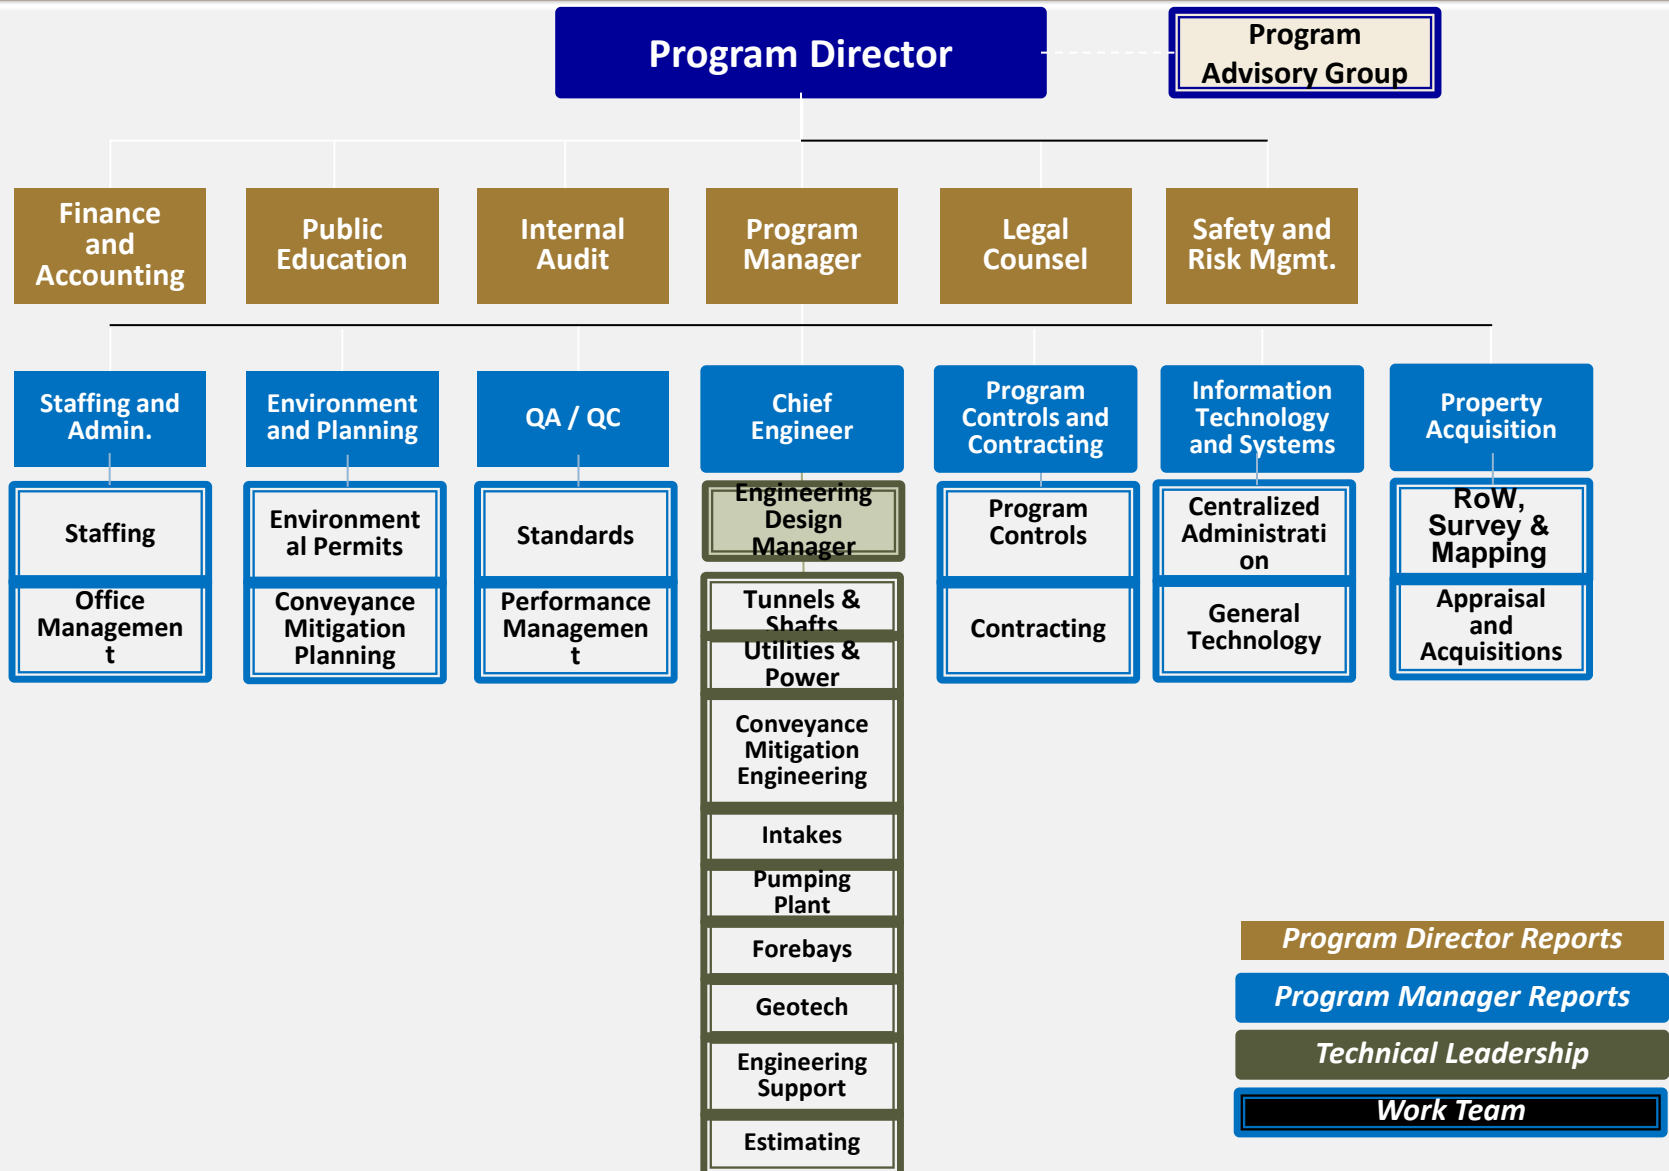 Program Director
Program
Advisory Group
Finance
and
Accounting
Public
Education
Internal
Audit
Program
Manager
Legal
Counsel
Safety and
Risk Mgmt.
Staffing and
Admin.
Environment
and Planning
QA / QC
Chief
Engineer
Program
Controls and
Contracting
Information
Technology
and Systems
Property
Acquisition
Staffing
Office
Managemen
t
Environment
al Permits
Conveyance
Mitigation
Planning
Standards
Performance
Managemen
t
Engineering
Design
Manager
Tunnels &
Shafts
Utilities &
Power
Conveyance
Mitigation
Engineering
Intakes
Pumping
Plant
Forebays
Geotech
Engineering
Support
Estimating
Program
Controls
Contracting
Centralized
Administrati
on
General
Technology
RoW,
Survey &
Mapping
Appraisal
and
Acquisitions
Program Director Reports
Program Manager Reports
Technical Leadership
Work Team